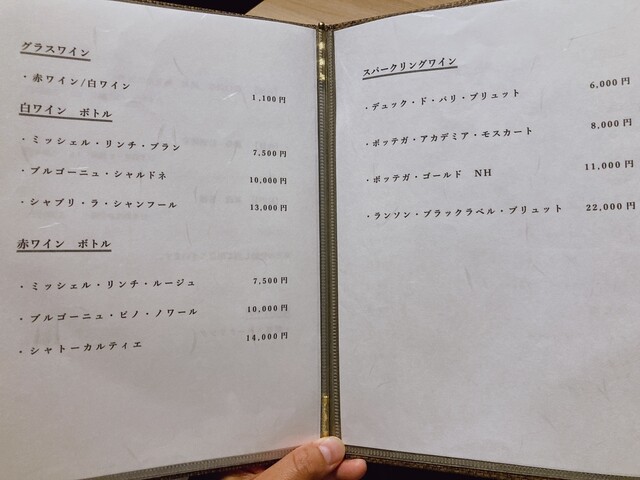 グラスワイン
・赤ワイン/白ワイン 1,100円
白ワイン ボトル
・ミッシェル・リンチ・ブラン 7,500円
・ブルゴーニュ・シャルドネ 10,000円
・シャブリ・ラ・シャンフール 13,000円
赤ワイン ボトル
・ミッシェル・リンチ・ルージュ 7,500円
・ブルゴーニュ・ピノ・ノワール 10,000円
・シャトーカルティエ 14,000円
スパークリングワイン
・デュック・ド・パリ・ブリュット 6,000円
・ボッテガ・アカデミア・モスカート 8,000円
・ボッテガ・ゴールド NH 11,000円
・ランソン・ブラックラベル・ブリュット 22,000円